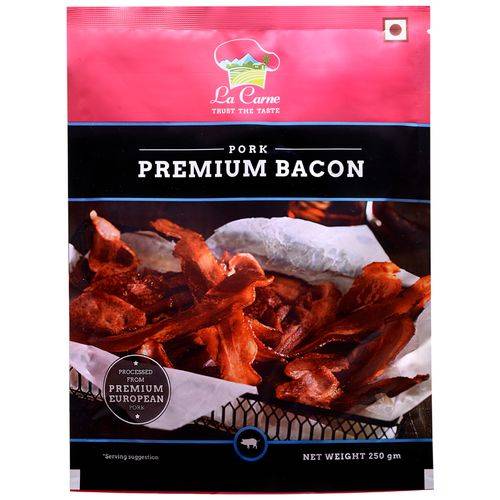 La Carne
TRUST THE TASTE
PORK
PREMIUM BACON
PROCESSED
FROM
PREMIUM
EUROPEAN
PORK
*Serving suggestion
NET WEIGHT 250 gm